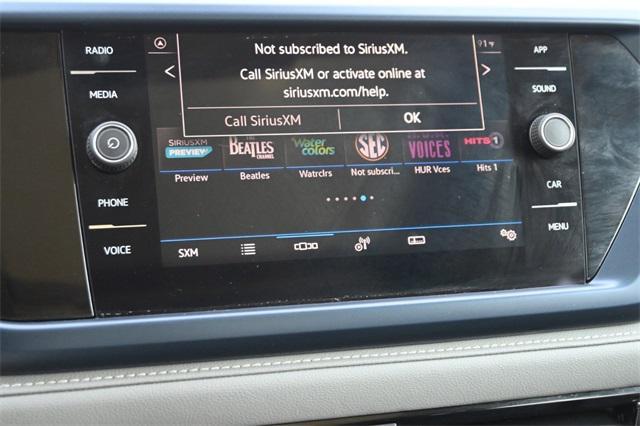 RADIO
MEDIA
PHONE
VOICE
Not subscribed to SiriusXM.
Call SiriusXM or activate online at
siriusxm.com/help.
Call SiriusXM OK
91°F
SIRIUSXM
PREVIEW
THE
BEATLES
CHANNEL
Water
colors
SEC
VOICES
HITS 1
Preview Beatles Watrclrs Not subscri... HUR Vces Hits 1
SXM
APP
SOUND
CAR
MENU